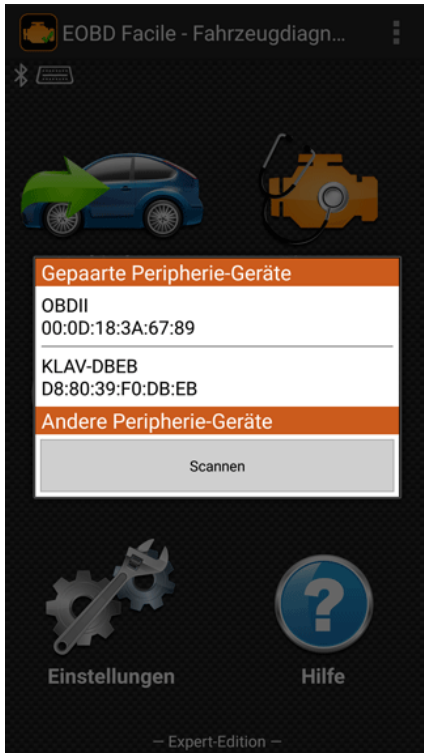 EOBD Facile - Fahrzeugdiagn...
Gepaarte Peripherie-Geräte
OBDII
00:0D:18:3A:67:89
KLAV-DBEB
D8:80:39:F0:DB:EB
Andere Peripherie-Geräte
Scannen
Einstellungen
Hilfe
— Expert-Edition —